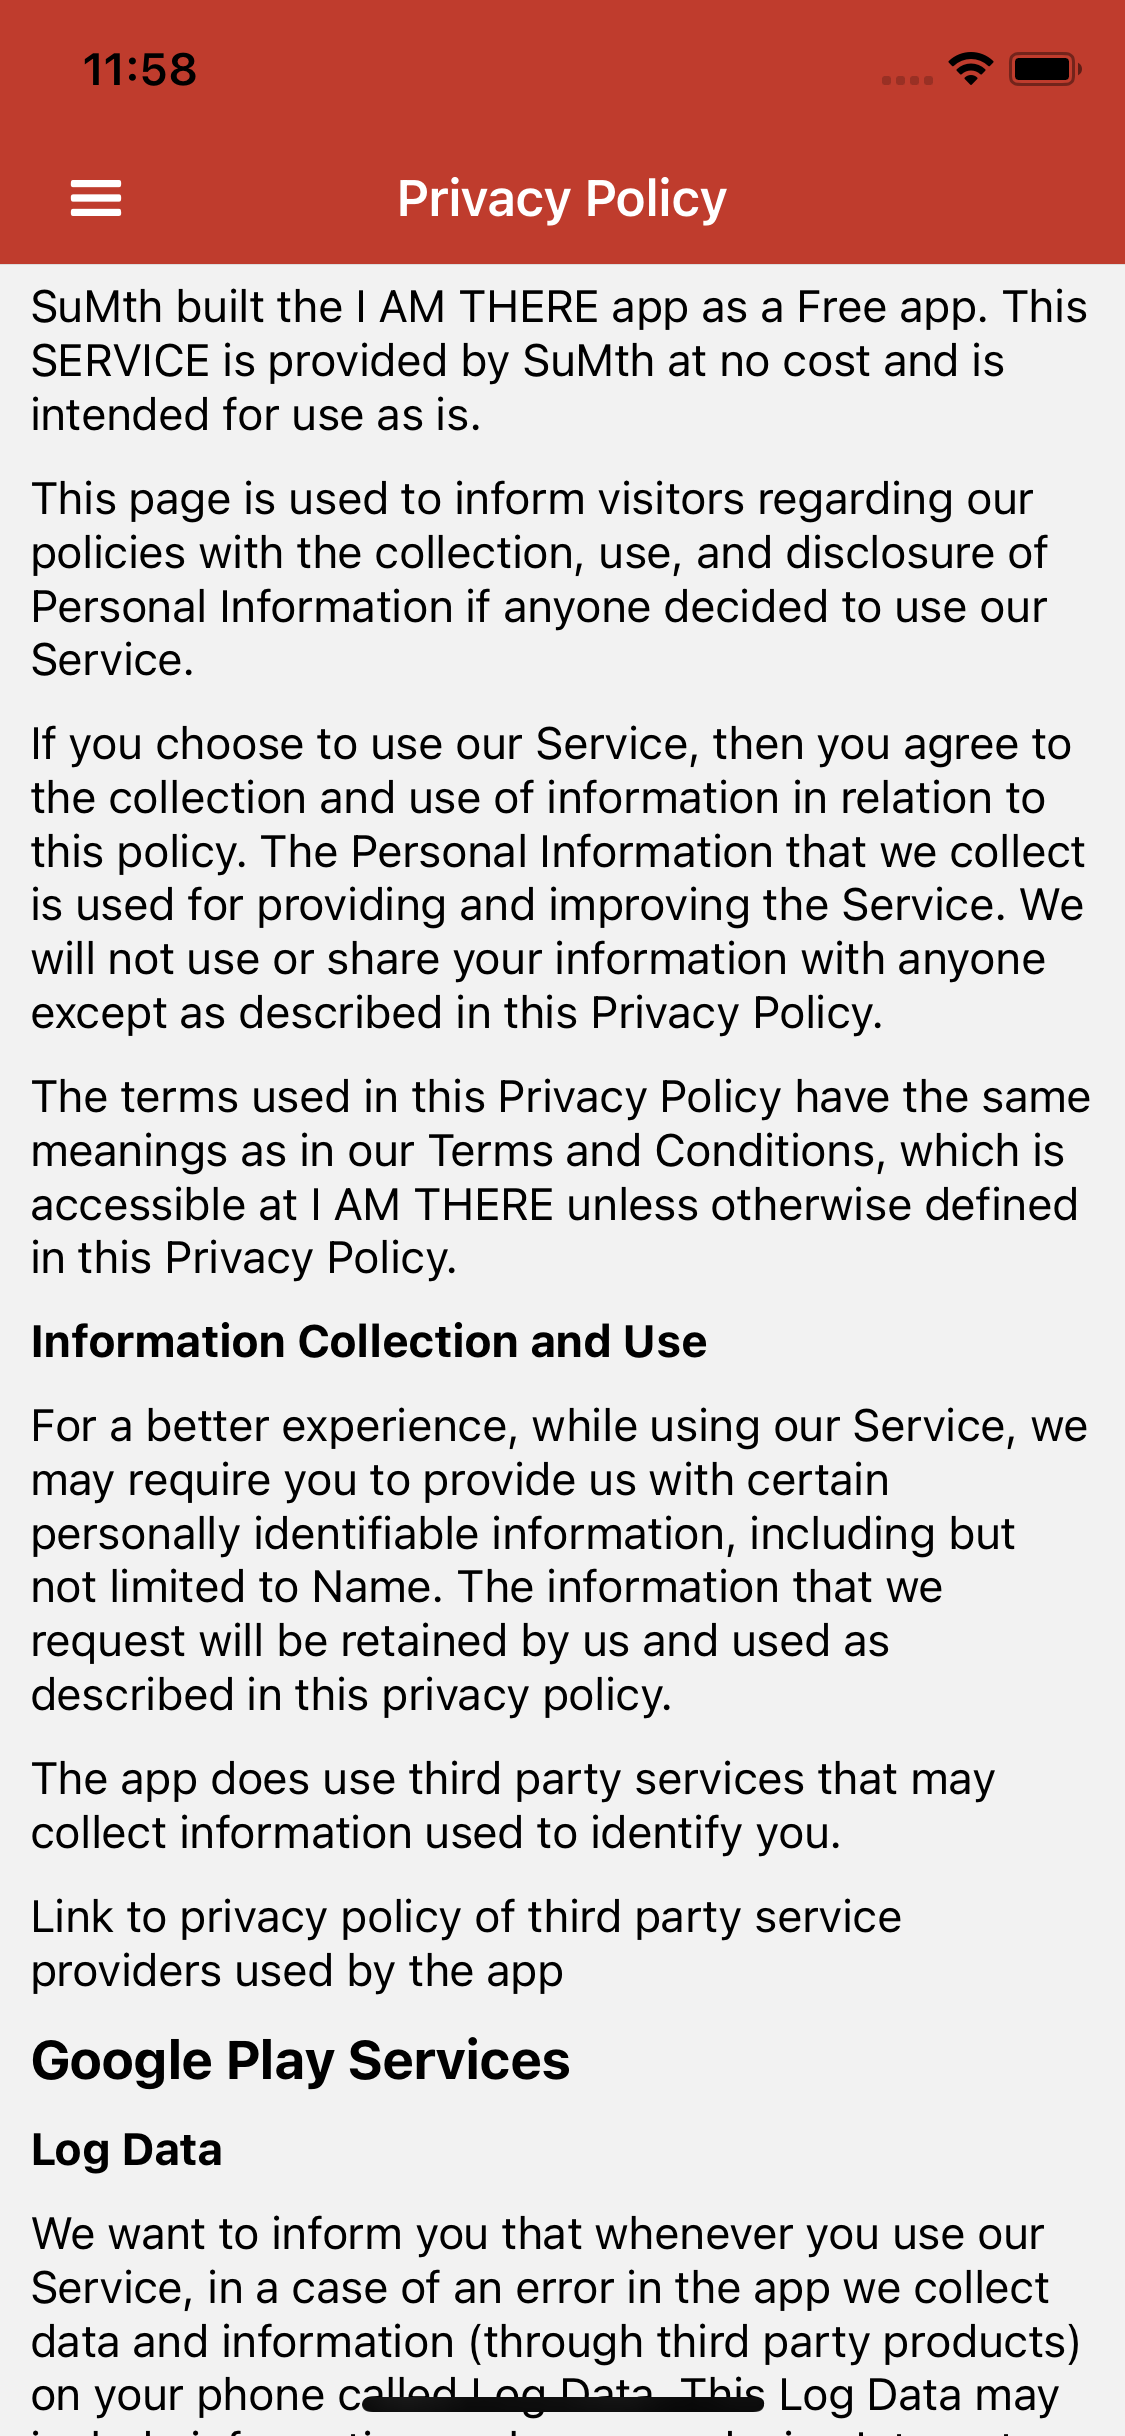 11:58
Privacy Policy
SuMth built the I AM THERE app as a Free app. This
SERVICE is provided by SuMth at no cost and is
intended for use as is.
This page is used to inform visitors regarding our
policies with the collection, use, and disclosure of
Personal Information if anyone decided to use our
Service.
If you choose to use our Service, then you agree to
the collection and use of information in relation to
this policy. The Personal Information that we collect
is used for providing and improving the Service. We
will not use or share your information with anyone
except as described in this Privacy Policy.
The terms used in this Privacy Policy have the same
meanings as in our Terms and Conditions, which is
accessible at I AM THERE unless otherwise defined
in this Privacy Policy.
Information Collection and Use
For a better experience, while using our Service, we
may require you to provide us with certain
personally identifiable information, including but
not limited to Name. The information that we
request will be retained by us and used as
described in this privacy policy.
The app does use third party services that may
collect information used to identify you.
Link to privacy policy of third party service
providers used by the app
Google Play Services
Log Data
We want to inform you that whenever you use our
Service, in a case of an error in the app we collect
data and information (through third party products)
on your phone called Log Data. This Log Data may